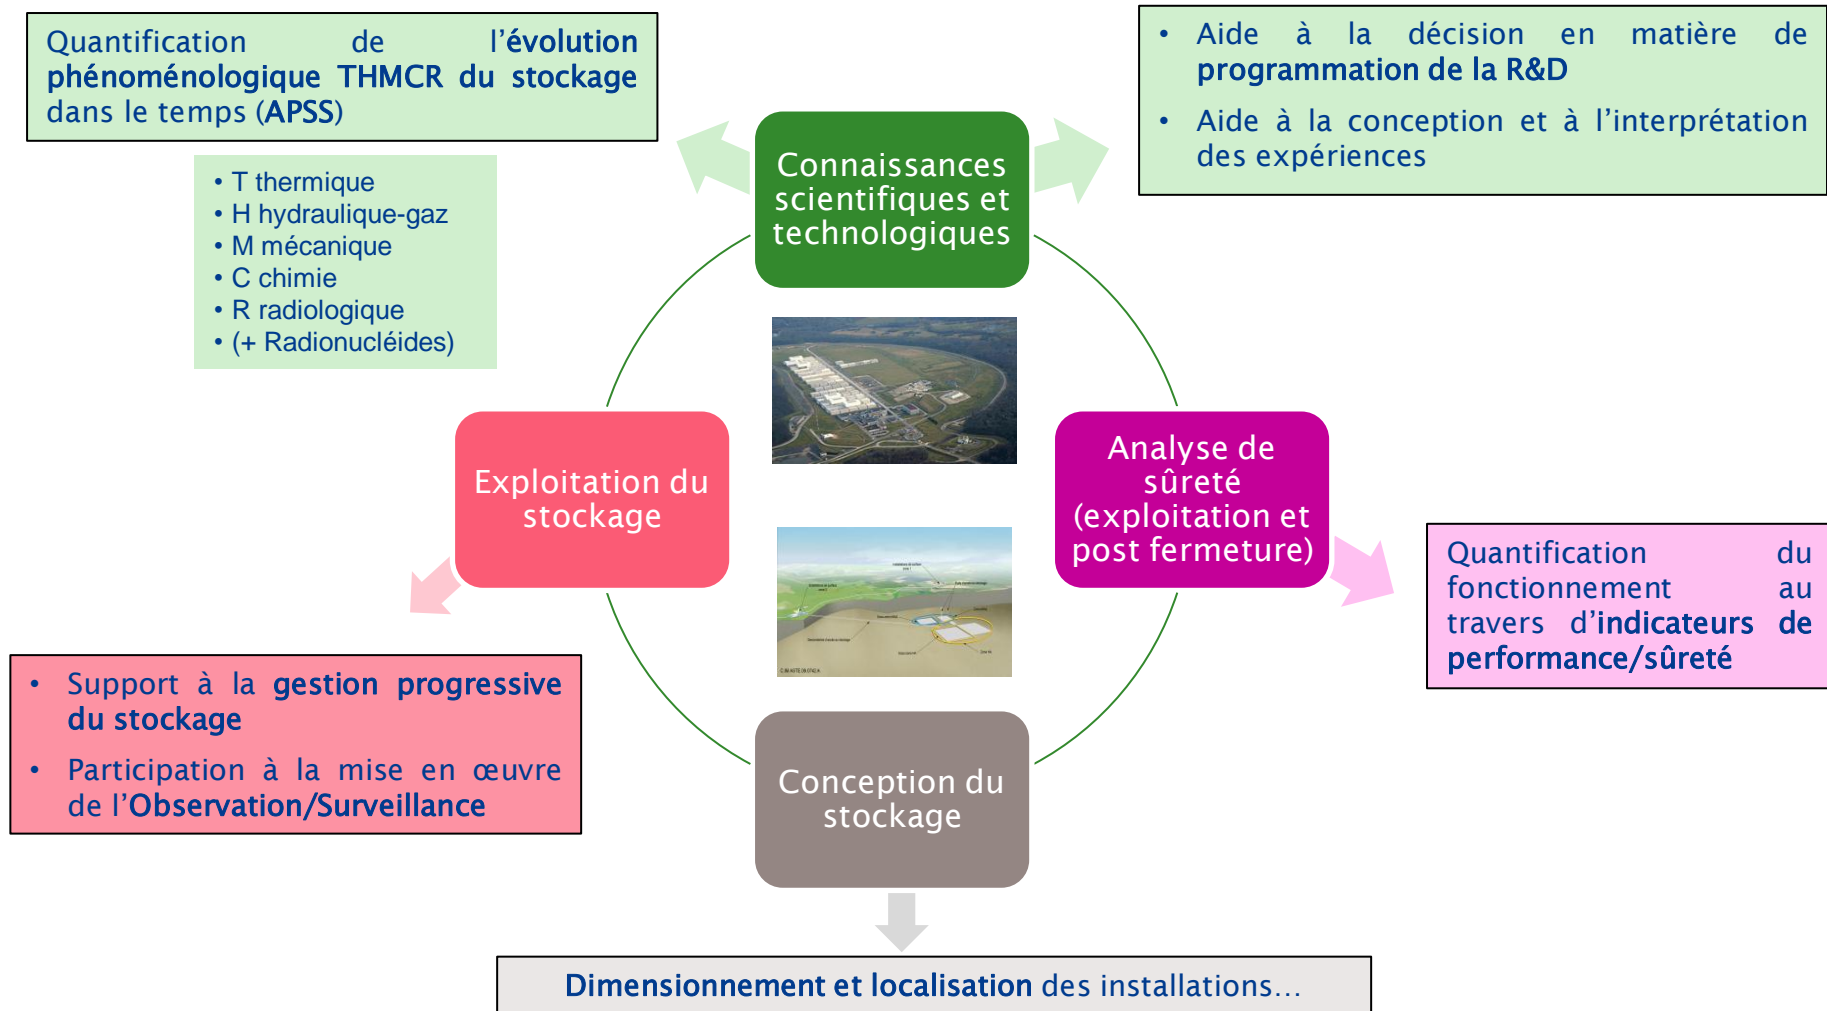 Quantification de l'évolution
phénoménologique THMCR du stockage
dans le temps (APSS)
• T thermique
• H hydraulique-gaz
• M mécanique
• C chimie
• R radiologique
• (+ Radionucléides)
• Aide à la décision en matière de
programmation de la R&D
• Aide à la conception et à l'interprétation
des expériences
Connaissances
scientifiques et
technologiques
Exploitation du
stockage
Analyse de
sûreté
(exploitation et
post fermeture)
Quantification du
fonctionnement au
travers d'indicateurs de
performance/sûreté
• Support à la gestion progressive
du stockage
• Participation à la mise en œuvre
de l'Observation/Surveillance
Conception du
stockage
Dimensionnement et localisation des installations...